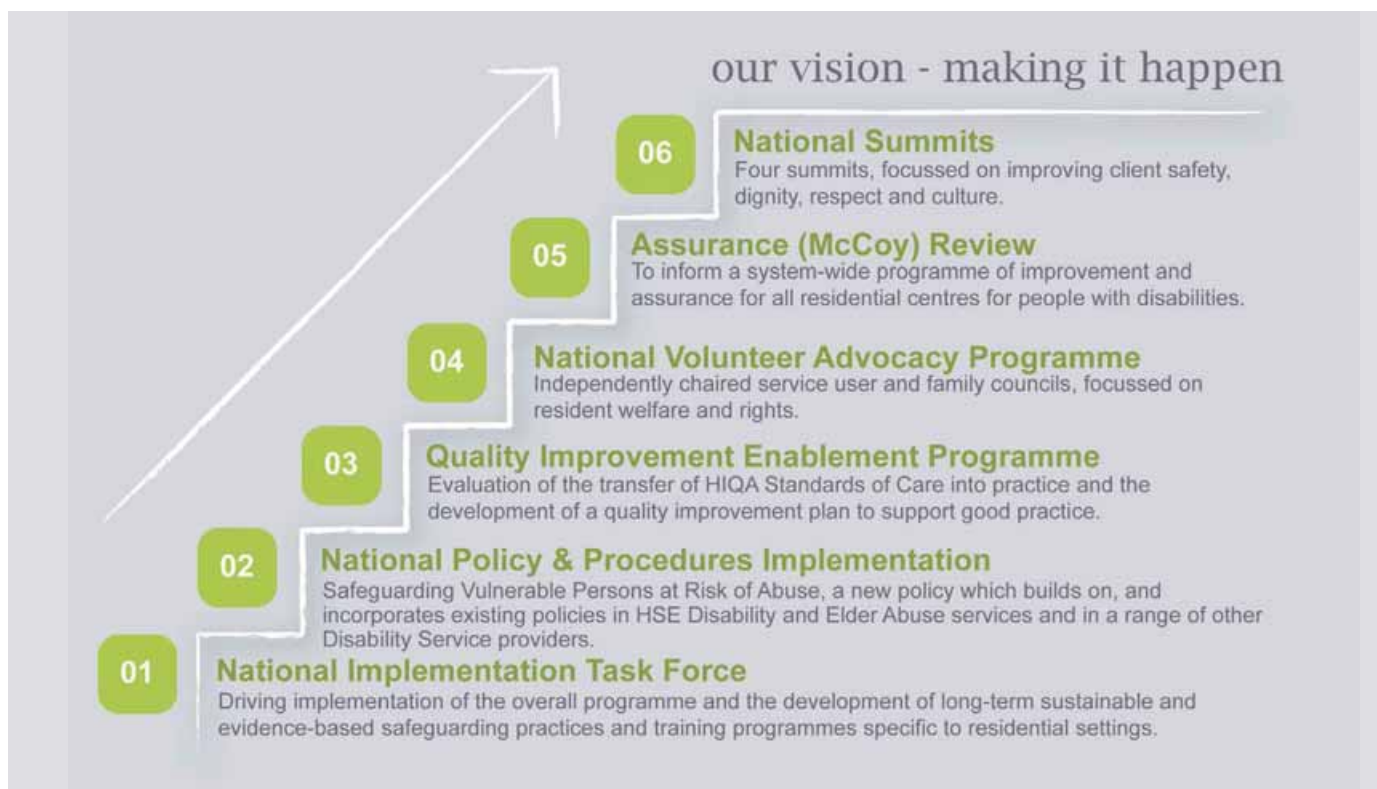 our vision - making it happen
06
National Summits
Four summits, focussed on improving client safety,
dignity, respect and culture.
05
Assurance (McCoy) Review
To inform a system-wide programme of improvement and
assurance for all residential centres for people with disabilities.
04
National Volunteer Advocacy Programme
Independently chaired service user and family councils, focussed on
resident welfare and rights.
03
Quality Improvement Enablement Programme
Evaluation of the transfer of HIQA Standards of Care into practice and the
development of a quality improvement plan to support good practice.
02
National Policy & Procedures Implementation
Safeguarding Vulnerable Persons at Risk of Abuse, a new policy which builds on, and
incorporates existing policies in HSE Disability and Elder Abuse services and in a range of other
Disability Service providers.
01
National Implementation Task Force
Driving implementation of the overall programme and the development of long-term sustainable and
evidence-based safeguarding practices and training programmes specific to residential settings.